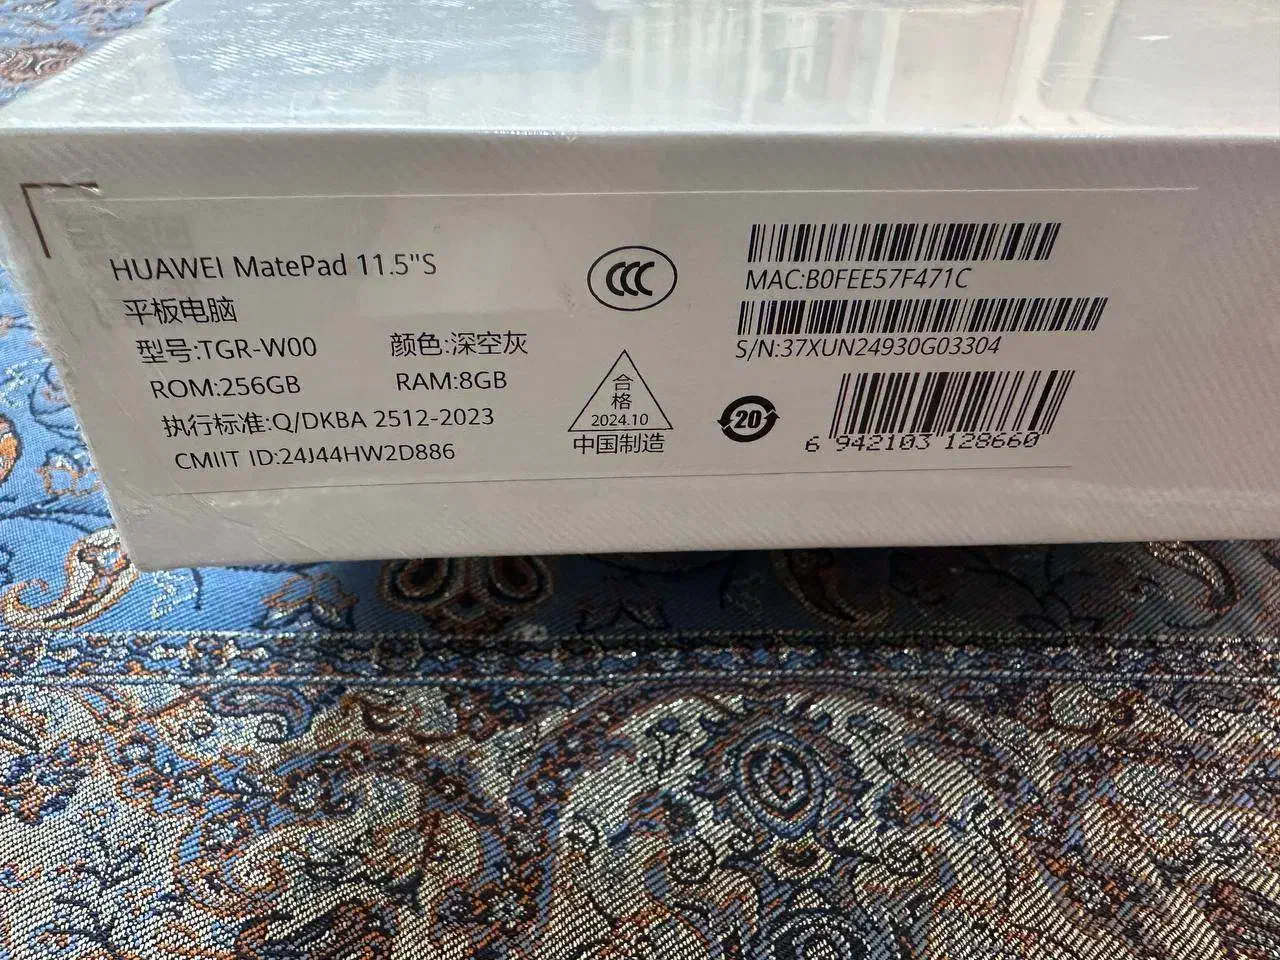 HUAWEI MatePad 11.5"S
平板电脑
型号:TGR-W00 颜色:深空灰
ROM:256GB RAM:8GB
执行标准:Q/DKBA 2512-2023
CMIIT ID:24J44HW2D886
CCC
合
格
2024.10
中国制造
MAC:B0FEE57F471C
S/N:37XUN24930G03304
20
6 942103 128660